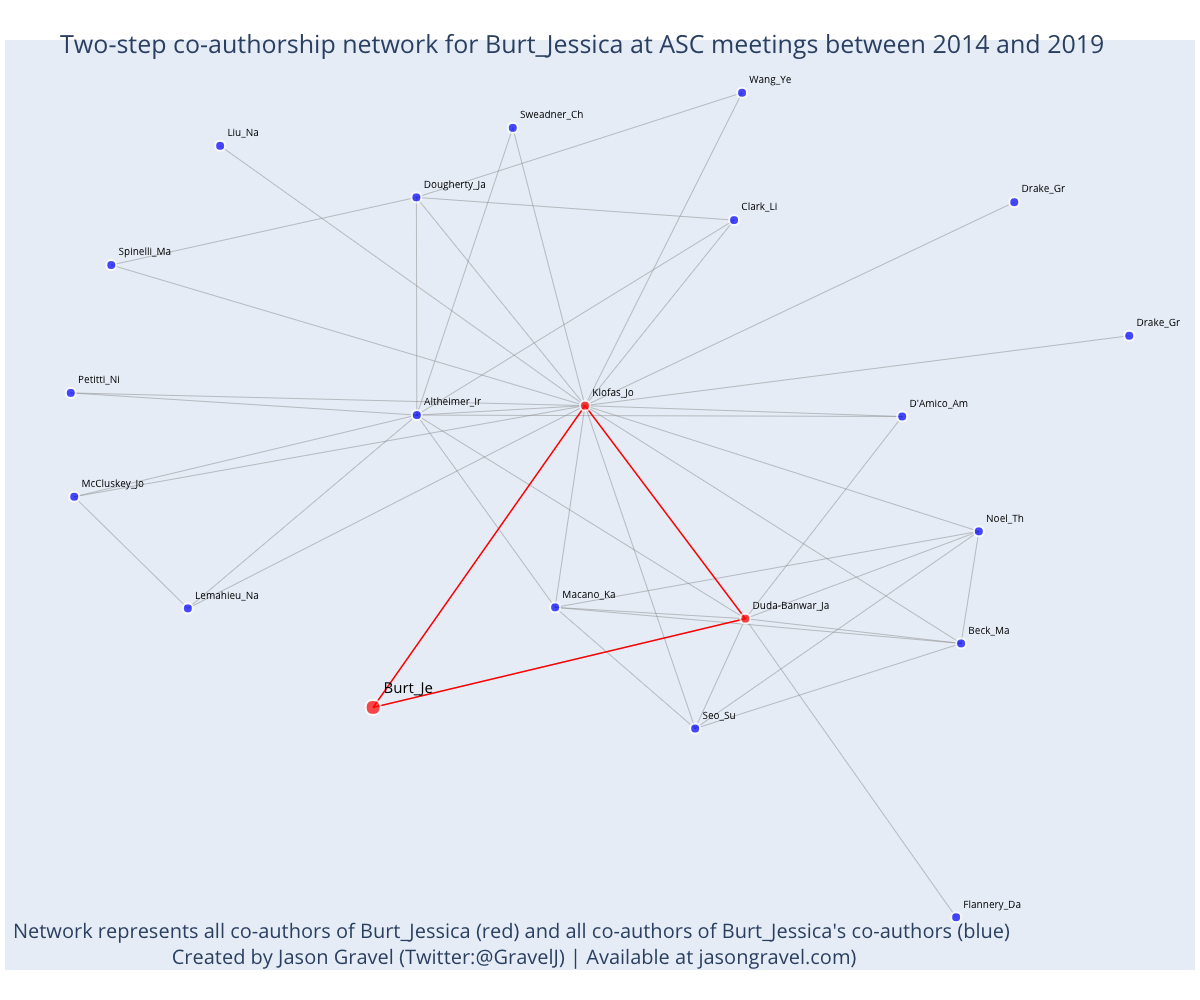 Two-step co-authorship network for Burt_Jessica at ASC meetings between 2014 and 2019
Wang_Ye
Sweadner_Ch
Liu_Na
Dougherty_Ja
Drake_Gr
Clark_Li
Spinelli_Ma
Drake_Gr
Petitti_Ni
Klofas_Jo
Altheimer_Ir
D'Amico_Am
McCluskey_Jo
Noel_Th
Lemahieu_Na
Macano_Ka
Duda-Banwar_Ja
Beck_Ma
Burt_Je
Seo_Su
Flannery_Da
Network represents all co-authors of Burt_Jessica (red) and all co-authors of Burt_Jessica's co-authors (blue)
Created by Jason Gravel (Twitter:@GravelJ) | Available at jasongravel.com)